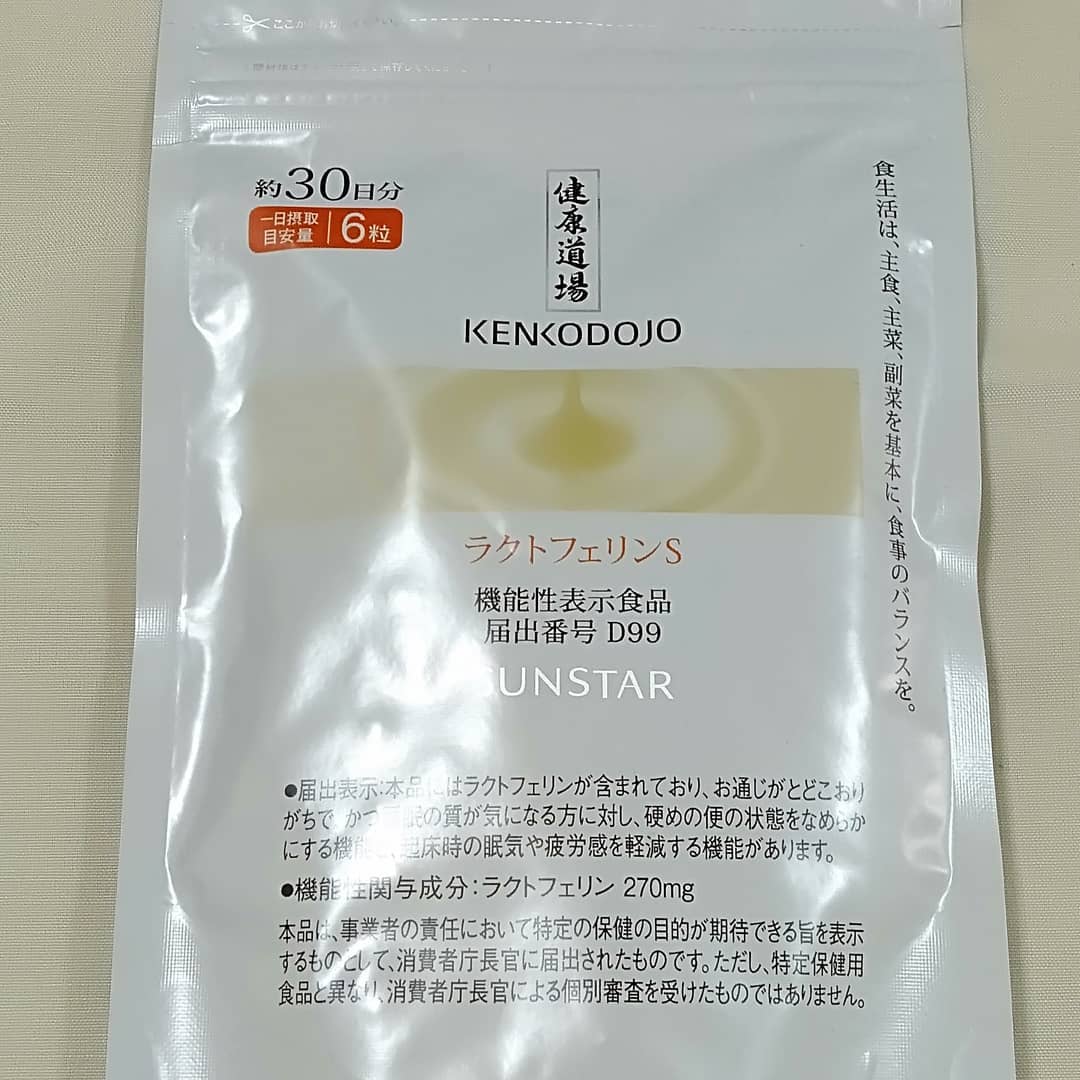 ここか
約30日分
一日摂取
目安量
6粒
健康道場
KENKODOJO
食生活は、主食、主菜、副菜を基本に、食事のバランスを。
ラクトフェリンS
機能性表示食品
届出番号 D99
SUNSTAR
●届出表示:本品にはラクトフェリンが含まれており、お通じがとどこおり
がちで、かつ睡眠の質が気になる方に対し、硬めの便の状態をなめらか
にする機能と、起床時の眠気や疲労感を軽減する機能があります。
●機能性関与成分:ラクトフェリン 270mg
本品は、事業者の責任において特定の保健の目的が期待できる旨を表示
するものとして、消費者庁長官に届出されたものです。ただし、特定保健用
食品と異なり、消費者庁長官による個別審査を受けたものではありません。